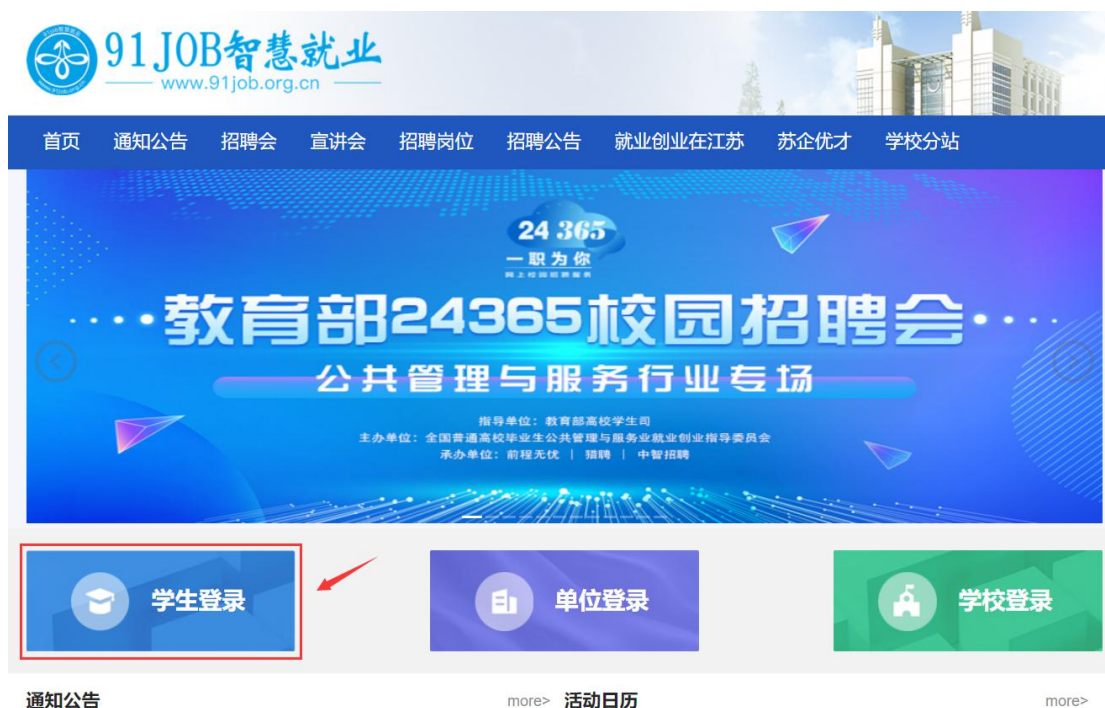 91JOB智慧就业
www.91job.org.cn
首页 通知公告 招聘会 宣讲会 招聘岗位 招聘公告 就业创业在江苏 苏企优才 学校分站
24 365
一职为你
网上校园招聘服务
教育部24365校园招聘会
公共管理与服务行业专场
指导单位：教育部高校学生司
主办单位：全国普通高校毕业生公共管理与服务业就业创业指导委员会
承办单位：前程无忧 | 猎聘 | 中智招聘
学生登录 单位登录 学校登录
通知公告 more> 活动日历 more>